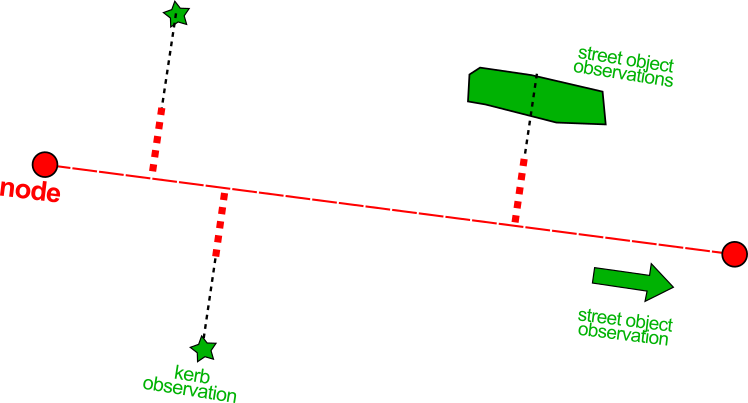 street object
observations
node
street object
observation
kerb
observation